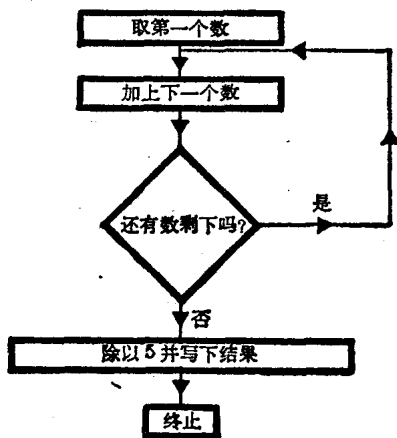 取第一个数
加上下一个数
还有数剩下吗?
是
否
除以5并写下结果
终止